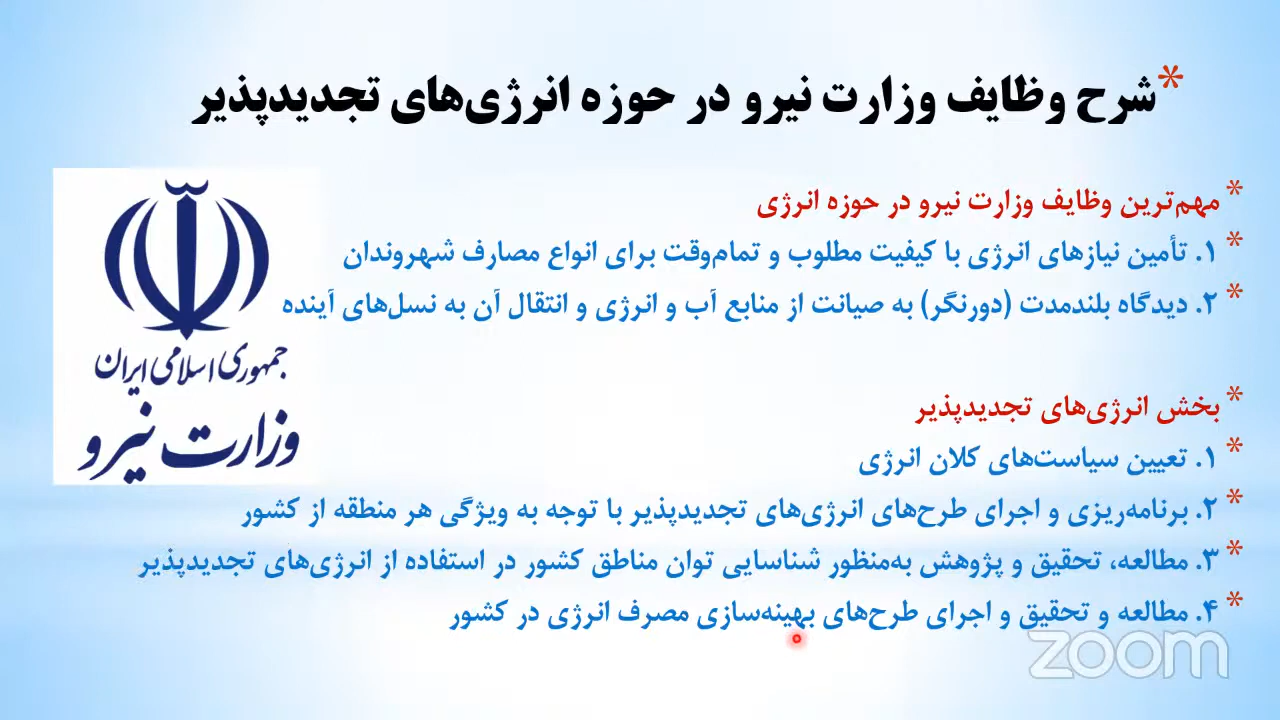 *شرح وظایف وزارت نیرو در حوزه انرژی‌های تجدیدپذیر
* مهم‌ترین وظایف وزارت نیرو در حوزه انرژی
* ۱. تأمین نیازهای انرژی با کیفیت مطلوب و تمام‌وقت برای انواع مصارف شهروندان
* ۲. دیدگاه بلندمدت (دورنگر) به صیانت از منابع آب و انرژی و انتقال آن به نسل‌های آینده
جمهوری اسلامی ایران
وزارت نیرو
* بخش انرژی‌های تجدیدپذیر
* ۱. تعیین سیاست‌های کلان انرژی
* ۲. برنامه‌ریزی و اجرای طرح‌های انرژی‌های تجدیدپذیر با توجه به ویژگی هر منطقه از کشور
* ۳. مطالعه، تحقیق و پژوهش به‌منظور شناسایی توان مناطق کشور در استفاده از انرژی‌های تجدیدپذیر
* ۴. مطالعه و تحقیق و اجرای طرح‌های بهینه‌سازی مصرف انرژی در کشور
zoom